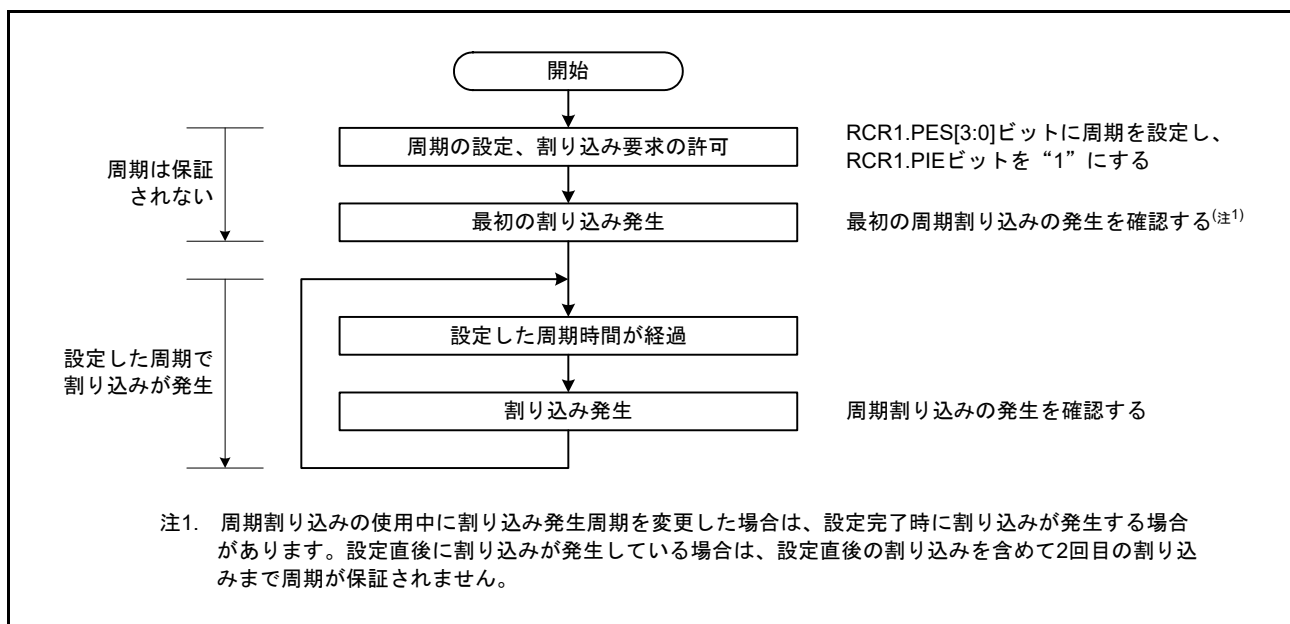 開始
周期の設定、割り込み要求の許可
RCR1.PES[3:0]ビットに周期を設定し、
RCR1.PIEビットを“1”にする
周期は保証
されない
最初の割り込み発生
最初の周期割り込みの発生を確認する(注1)
設定した周期時間が経過
設定した周期で
割り込みが発生
割り込み発生
周期割り込みの発生を確認する
注1. 周期割り込みの使用中に割り込み発生周期を変更した場合は、設定完了時に割り込みが発生する場合
があります。設定直後に割り込みが発生している場合は、設定直後の割り込みを含めて2回目の割り込
みまで周期が保証されません。